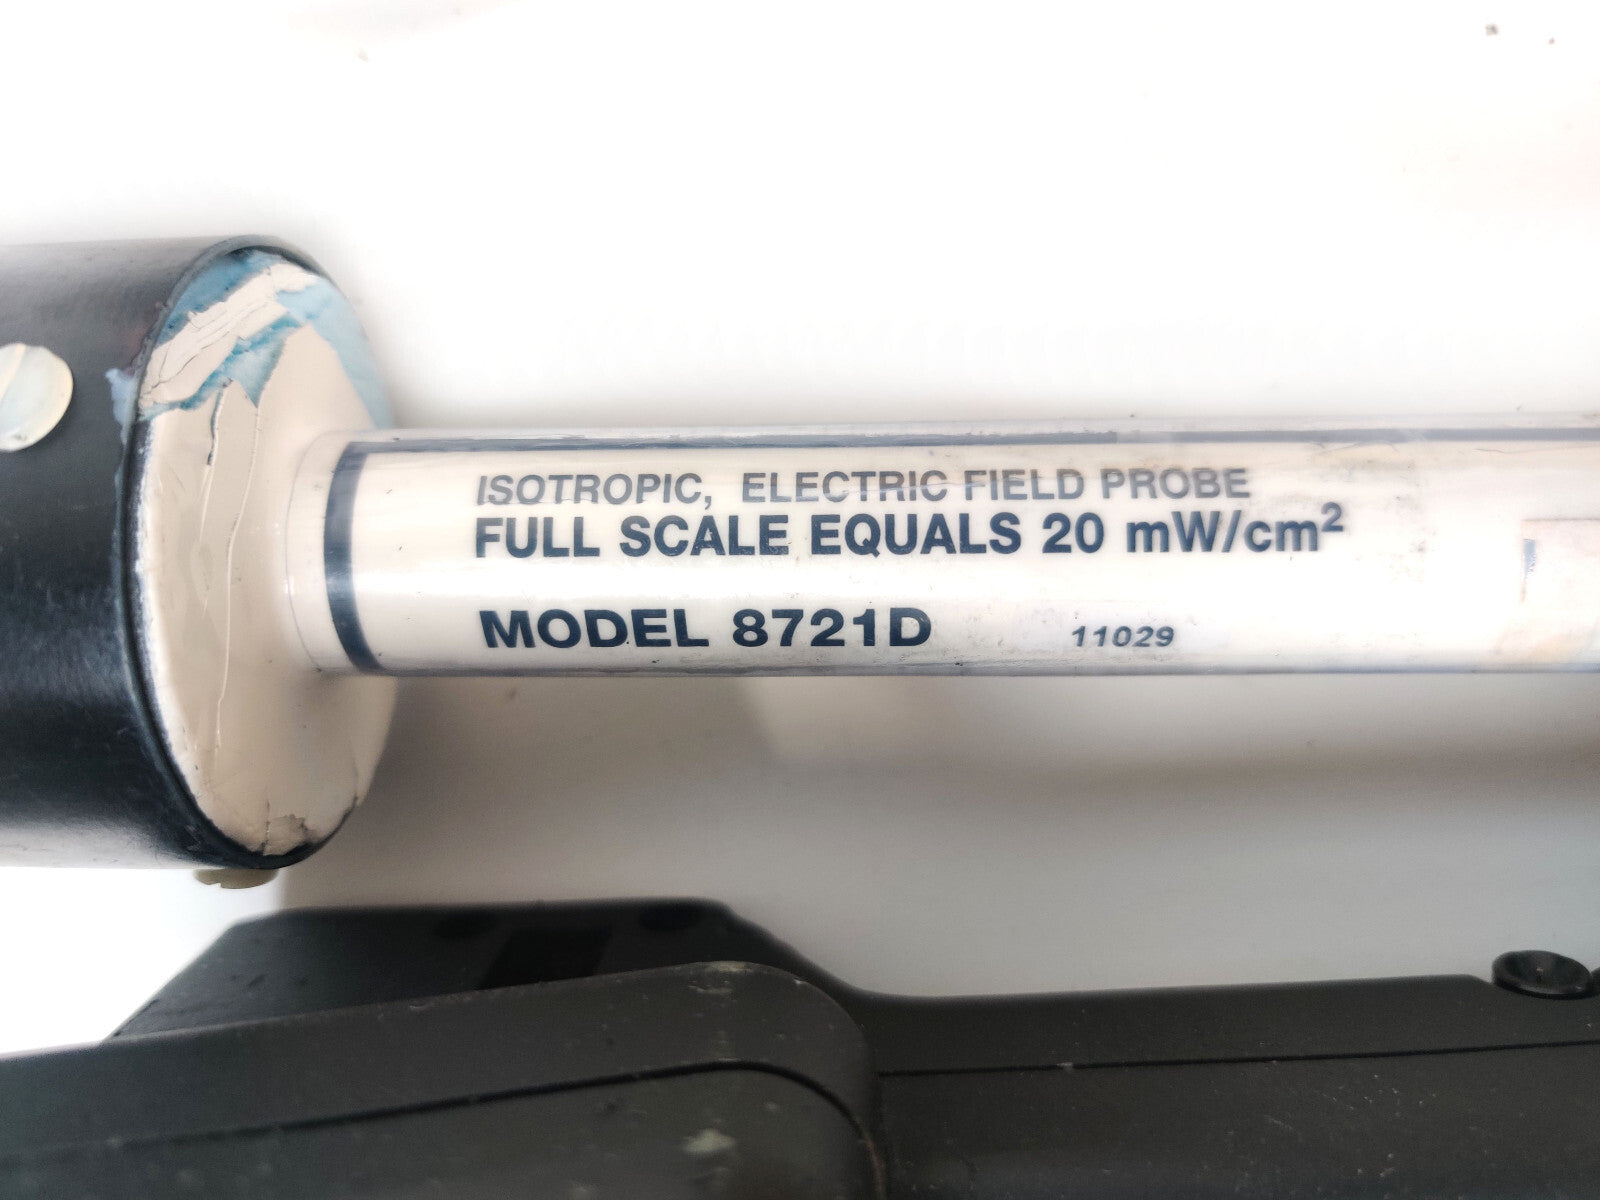 ISOTROPIC, ELECTRIC FIELD PROBE
FULL SCALE EQUALS 20 mW/cm²
MODEL 8721D 11029